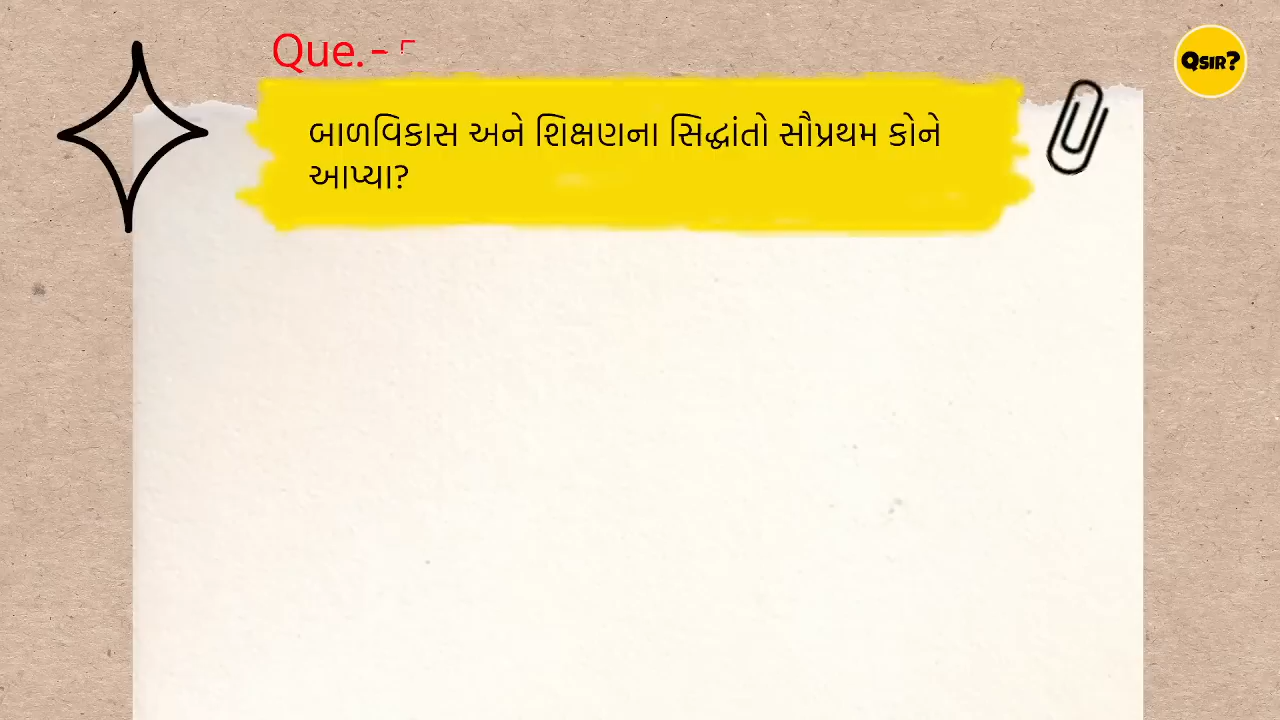 Que.-
QSIR?
બાળવિકાસ અને શિક્ષણના સિદ્ધાંતો સૌપ્રથમ કોને
આપ્યા?